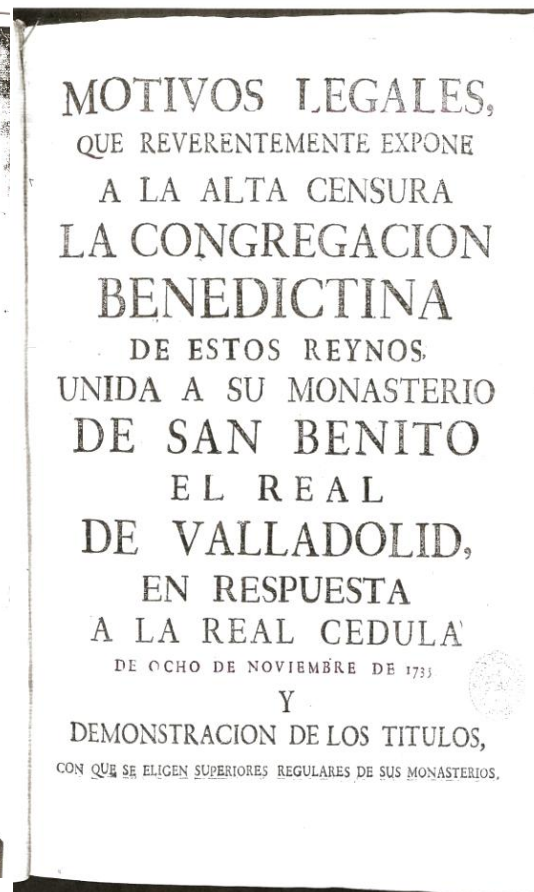 MOTIVOS LEGALES,
QUE REVERENTEMENTE EXPONE
A LA ALTA CENSURA
LA CONGREGACION
BENEDICTINA
DE ESTOS REYNOS,
UNIDA A SU MONASTERIO
DE SAN BENITO
EL REAL
DE VALLADOLID,
EN RESPUESTA
A LA REAL CEDULA
DE OCHO DE NOVIEMBRE DE 1735
Y
DEMONSTRACION DE LOS TITULOS,
CON QUE SE ELIGEN SUPERIORES REGULARES DE SUS MONASTERIOS.